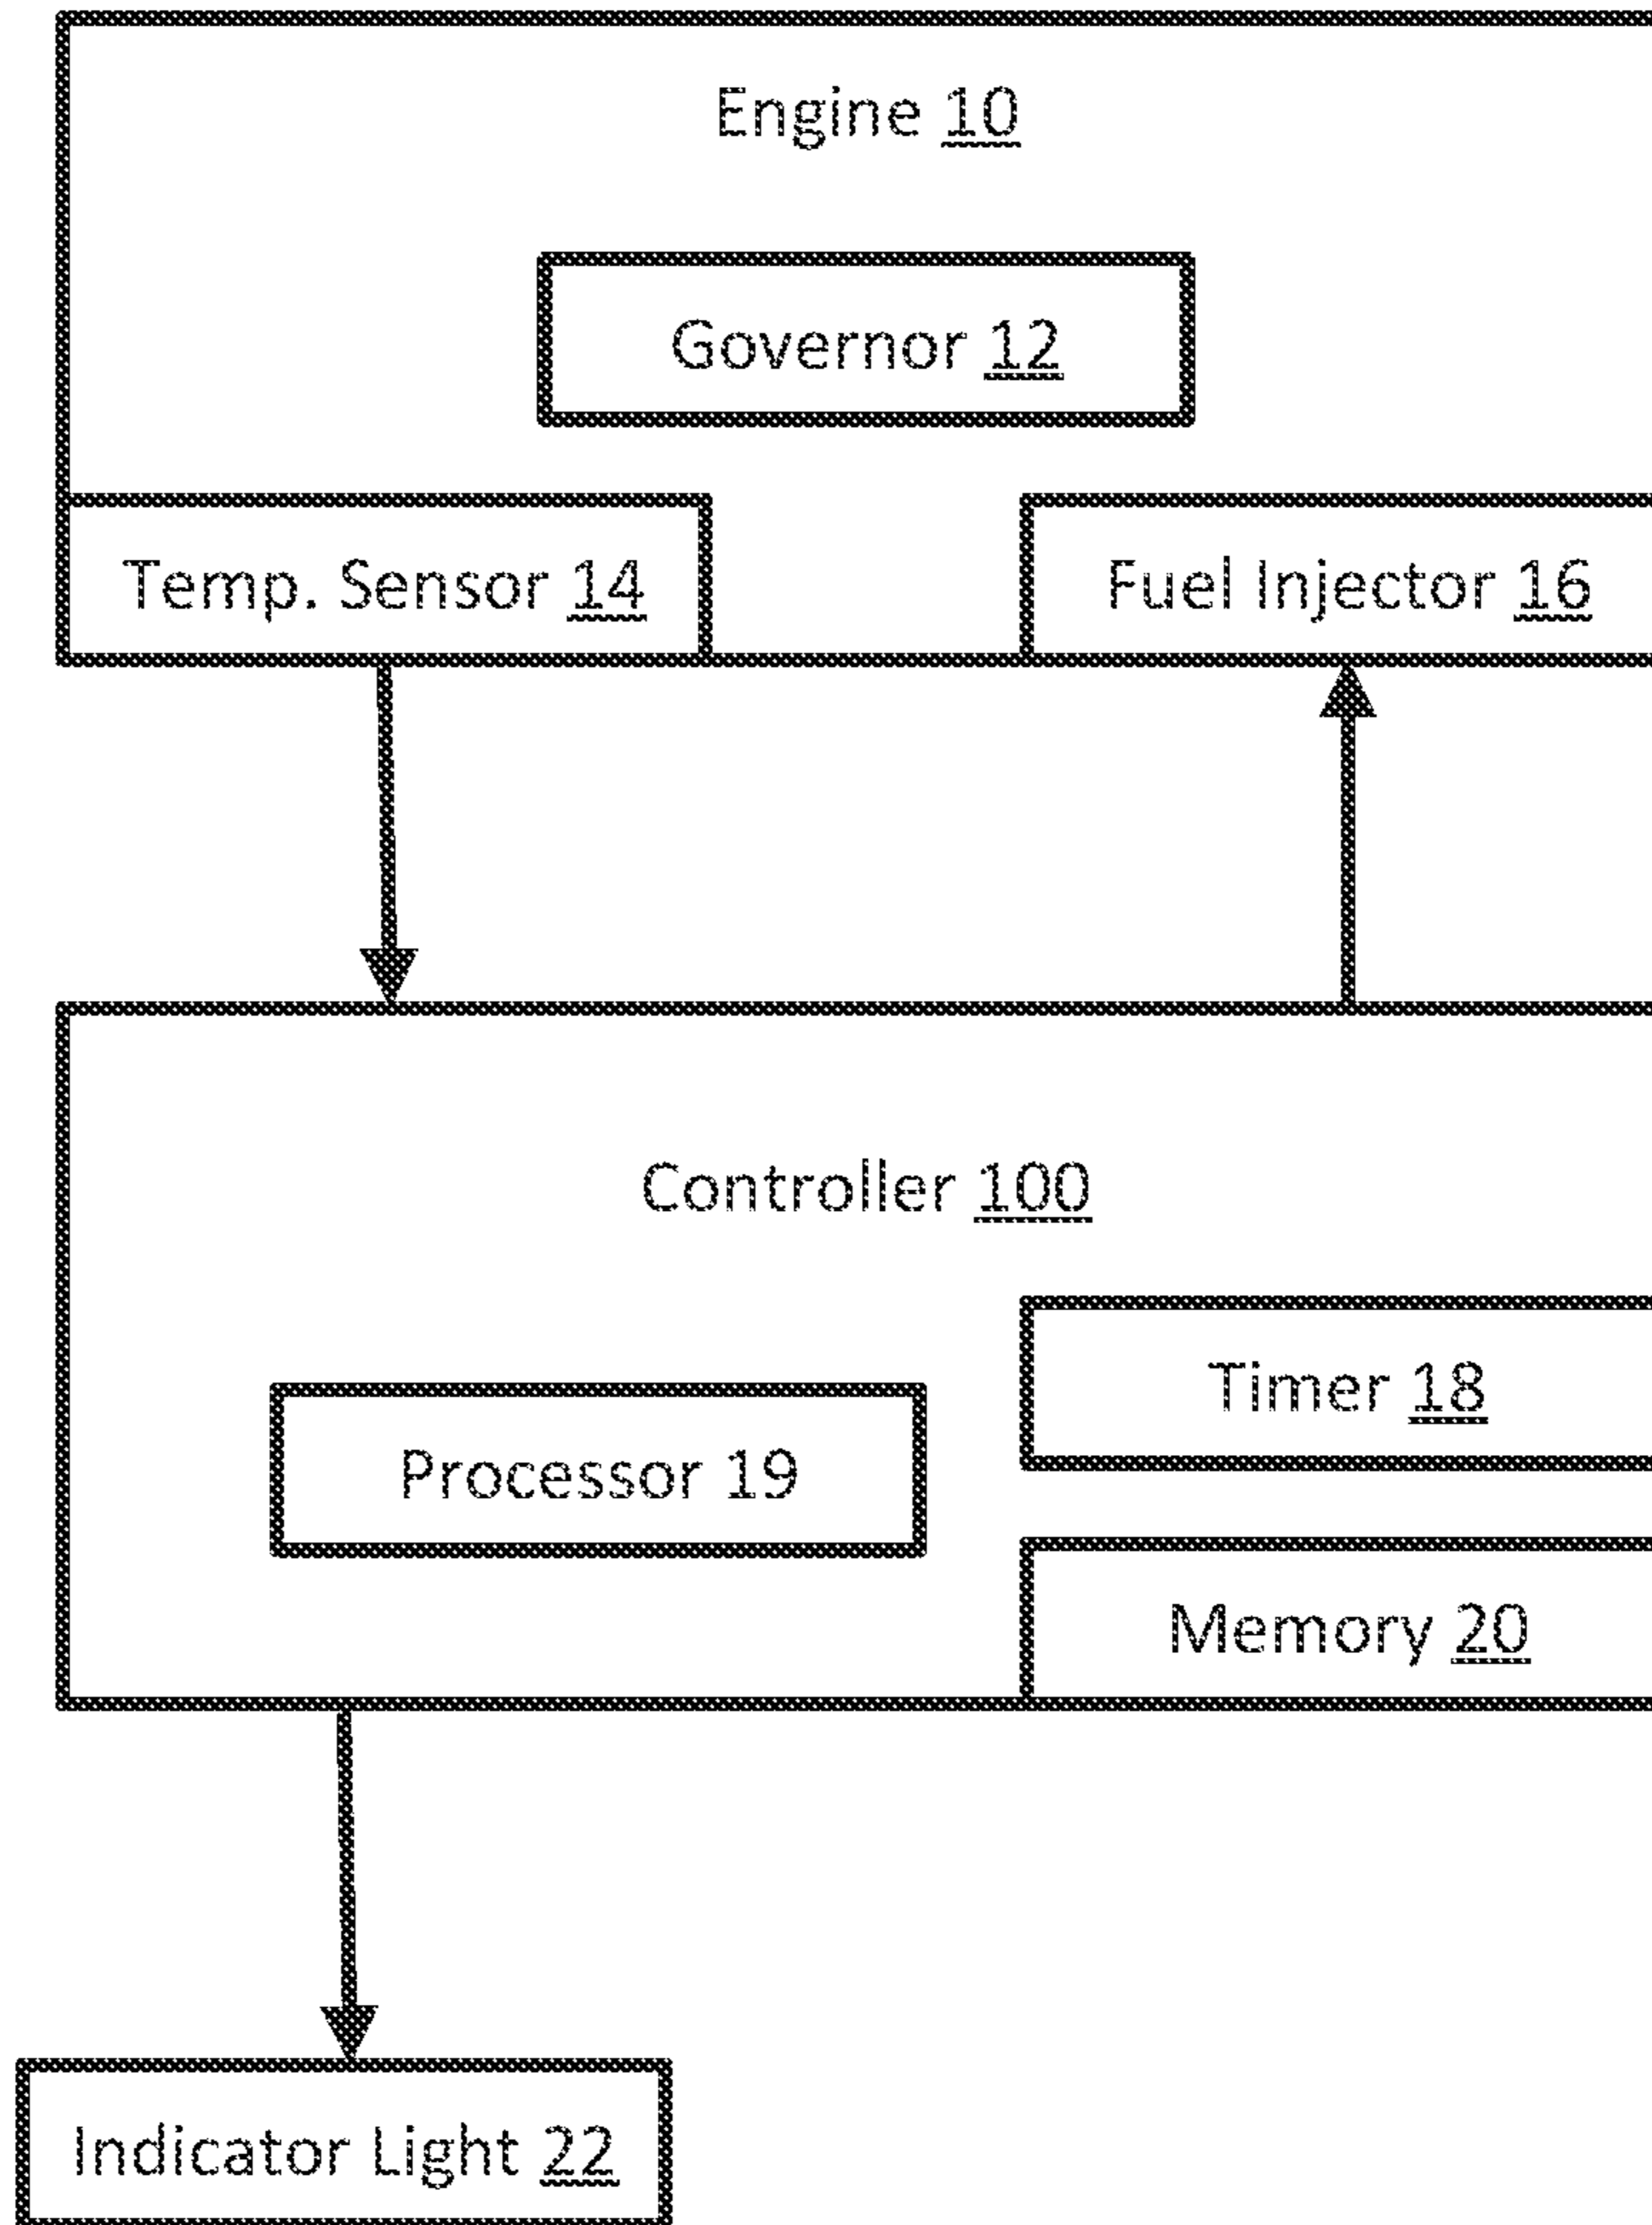 Engine 10
Governor 12
Temp. Sensor 14
Fuel Injector 16
Controller 100
Timer 18
Processor 19
Memory 20
Indicator Light 22